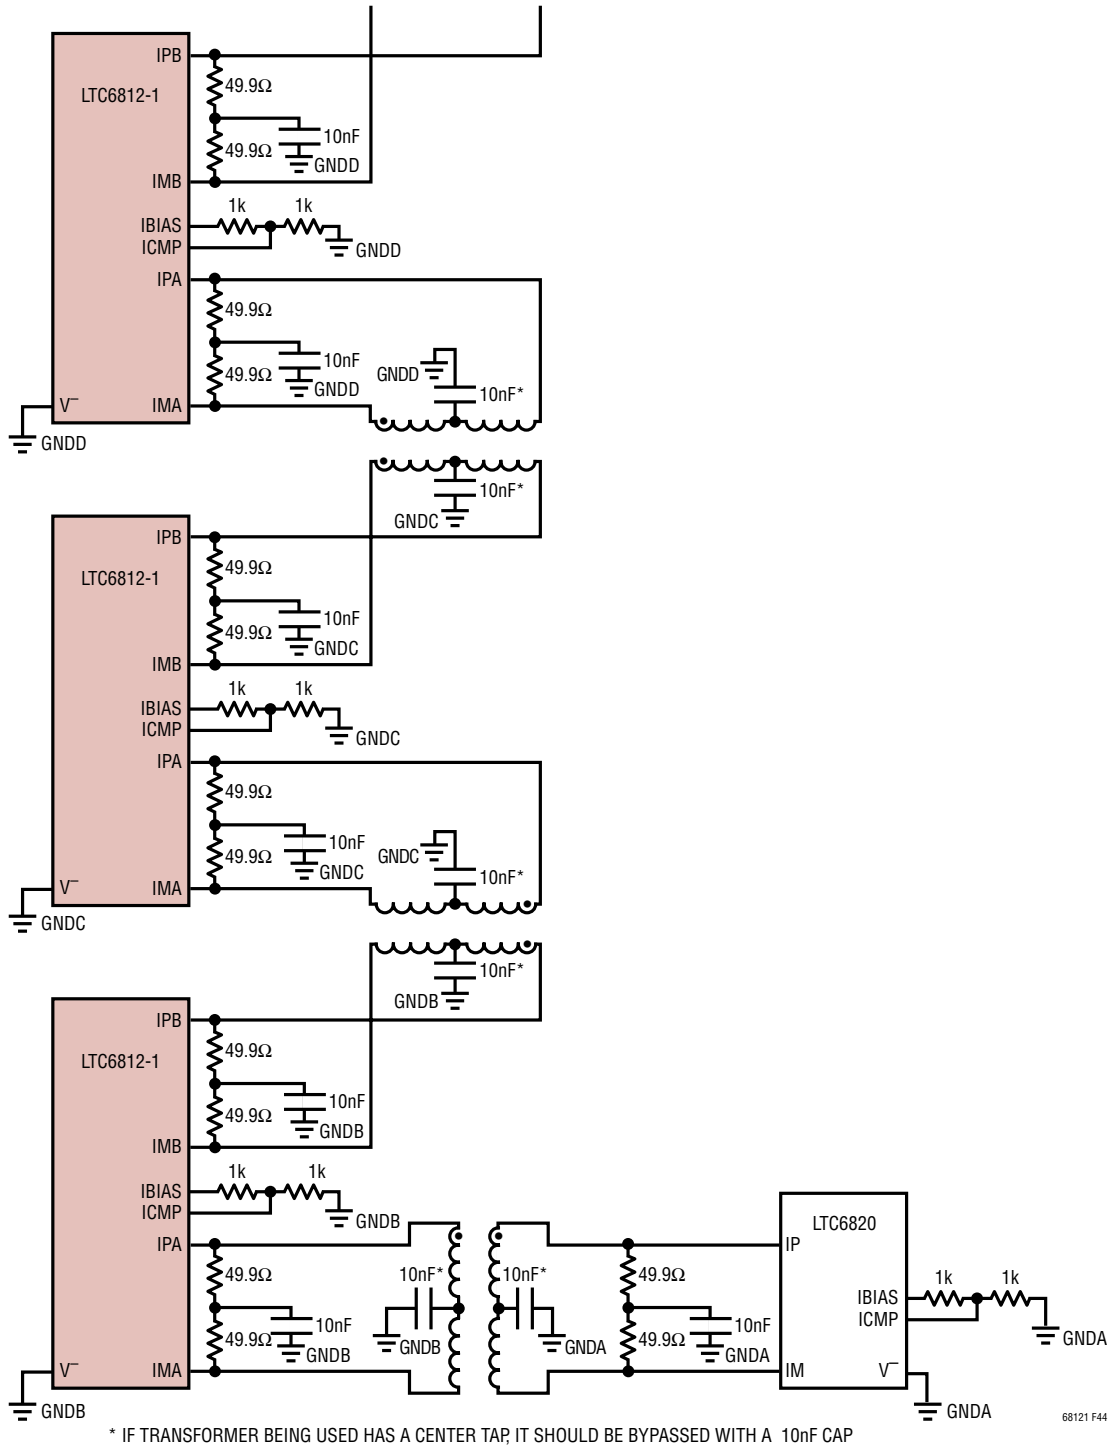 IPB
LTC6812-1
49.9Ω
10nF
49.9Ω
GNDD
IMB
1k 1k
IBIAS
ICMP
GNDD
IPA
49.9Ω
10nF
49.9Ω
GNDD
GNDD
10nF*
V– IMA
GNDD
10nF*
GNDC
IPB
LTC6812-1
49.9Ω
10nF
49.9Ω
GNDC
IMB
1k 1k
IBIAS
ICMP
GNDC
IPA
49.9Ω
10nF
49.9Ω
GNDC
GNDC
10nF*
V– IMA
GNDC
10nF*
GNDB
IPB
LTC6812-1
49.9Ω
10nF
49.9Ω
GNDB
IMB
1k 1k
IBIAS
ICMP
GNDB
IPA
49.9Ω
10nF
49.9Ω
GNDB
V– IMA
GNDB
10nF* 10nF*
GNDB GNDA
49.9Ω
10nF
49.9Ω
GNDA
LTC6820
IP
IBIAS
ICMP
1k 1k
GNDA
IM V–
GNDA
68121 F44
* IF TRANSFORMER BEING USED HAS A CENTER TAP, IT SHOULD BE BYPASSED WITH A 10nF CAP